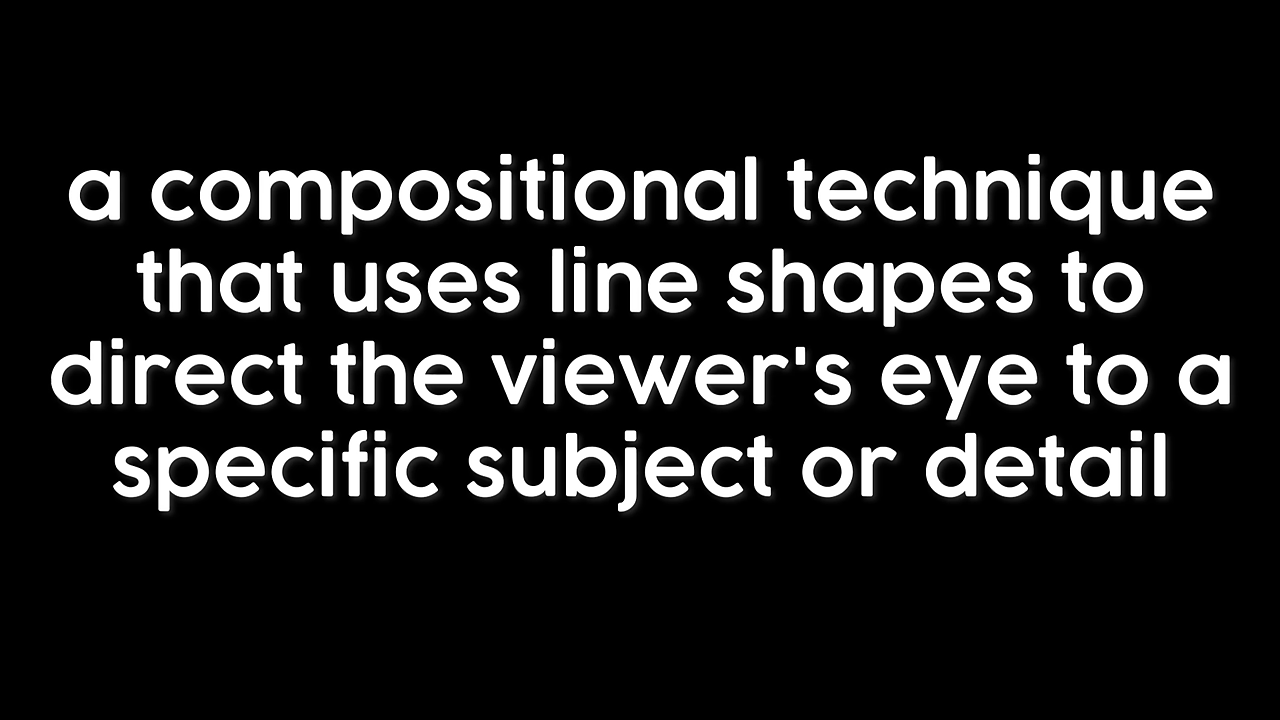 a compositional technique
that uses line shapes to
direct the viewer's eye to a
specific subject or detail